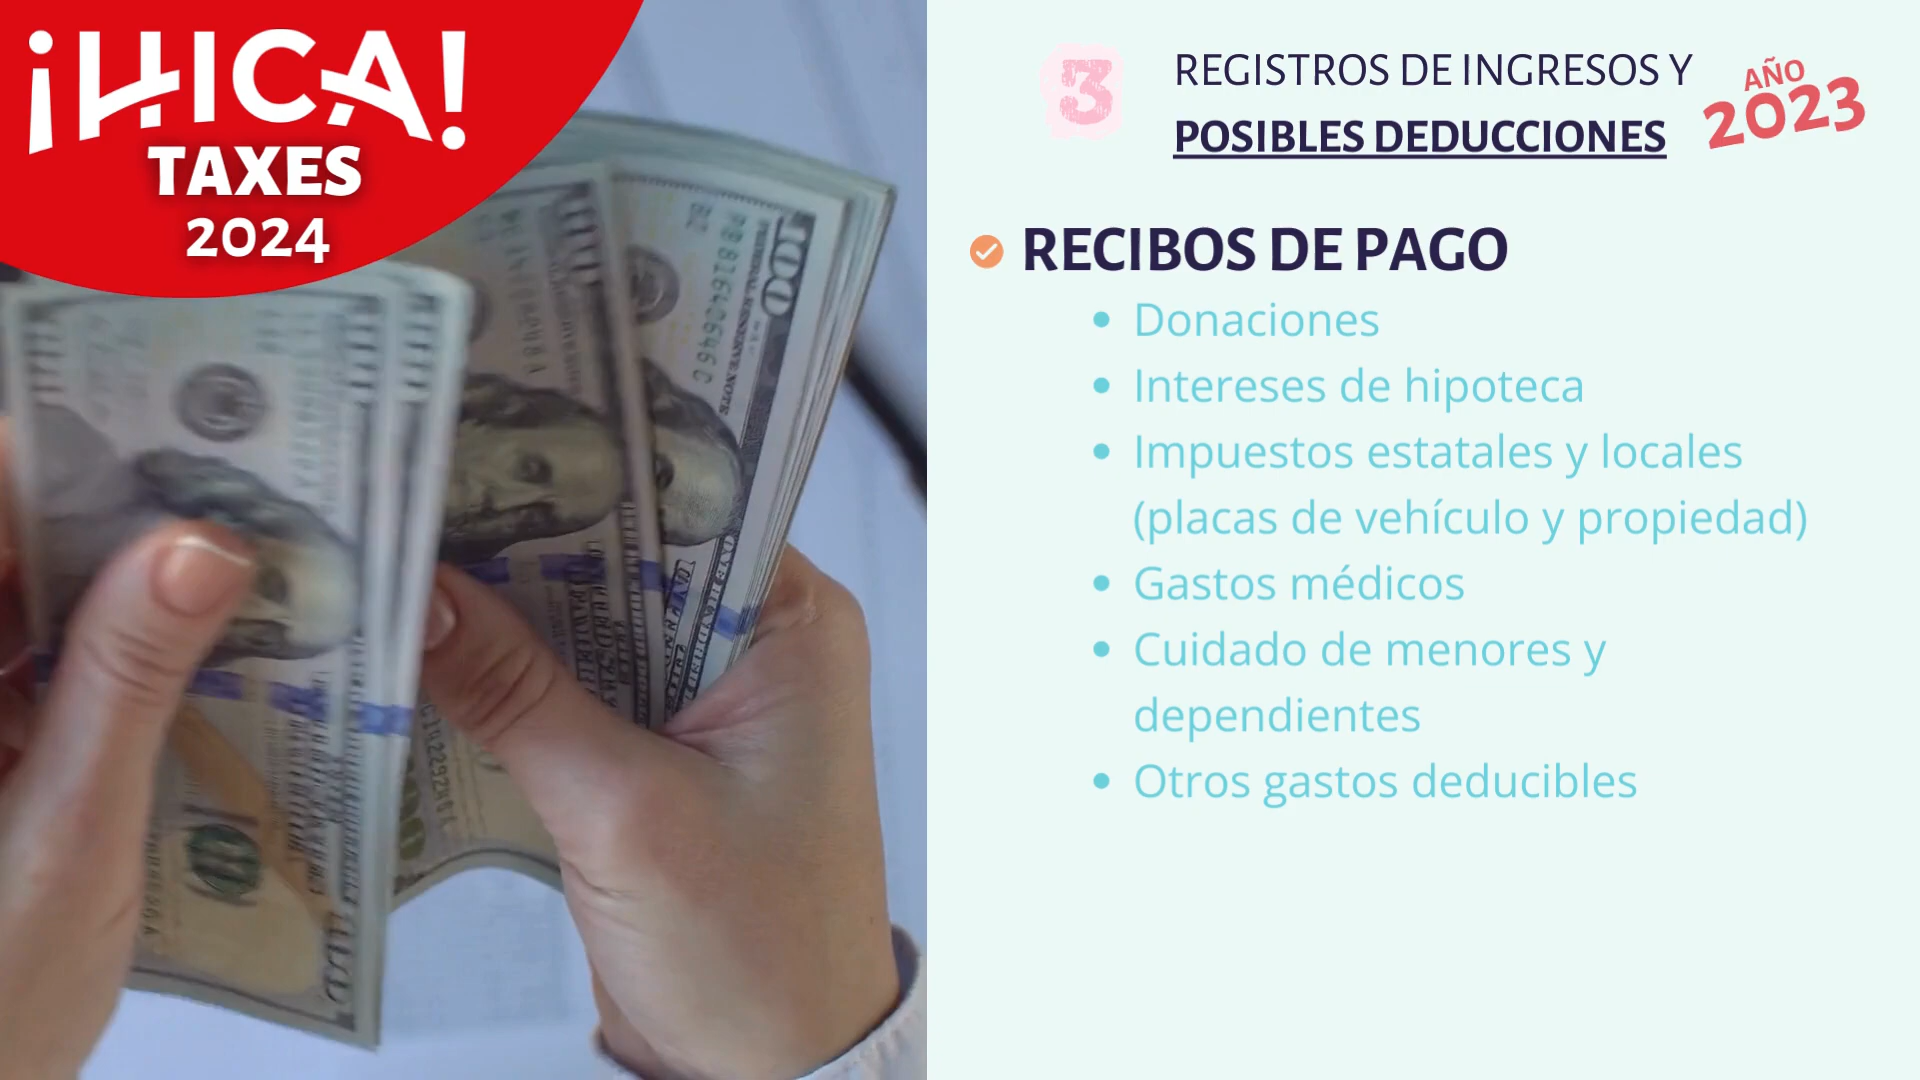 ¡HICA!
TAXES
2024
3
REGISTROS DE INGRESOS Y
POSIBLES DEDUCCIONES
AÑO
2023
RECIBOS DE PAGO
• Donaciones
• Intereses de hipoteca
• Impuestos estatales y locales
(placas de vehículo y propiedad)
• Gastos médicos
• Cuidado de menores y
dependientes
• Otros gastos deducibles
100